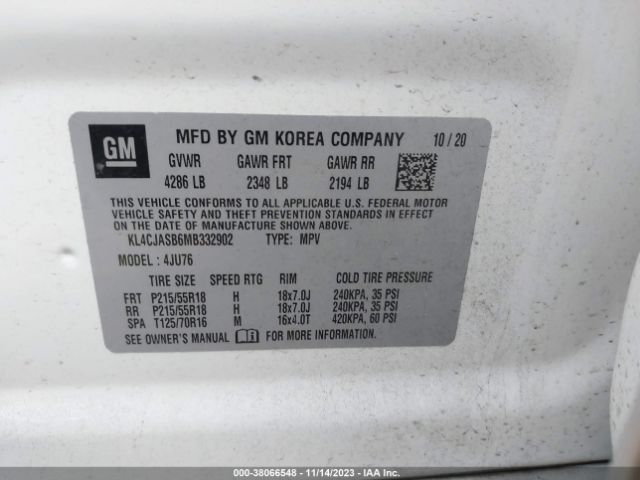 GM MFD BY GM KOREA COMPANY 10/20
GVWR GAWR FRT GAWR RR
4286 LB 2348 LB 2194 LB
THIS VEHICLE CONFORMS TO ALL APPLICABLE U.S. FEDERAL MOTOR
VEHICLE SAFETY AND THEFT PREVENTION STANDARDS IN EFFECT
ON THE DATE OF MANUFACTURE SHOWN ABOVE.
KL4CJASB6MB332902 TYPE: MPV
MODEL: 4JU76
TIRE SIZE SPEED RTG RIM COLD TIRE PRESSURE
FRT P215/55R18 H 18x7.0J 240KPA, 35 PSI
RR P215/55R18 H 18x7.0J 240KPA, 35 PSI
SPA T125/70R16 M 16x4.0T 420KPA, 60 PSI
SEE OWNER'S MANUAL FOR MORE INFORMATION.
000-38066548 - 11/14/2023 - IAAI.COM